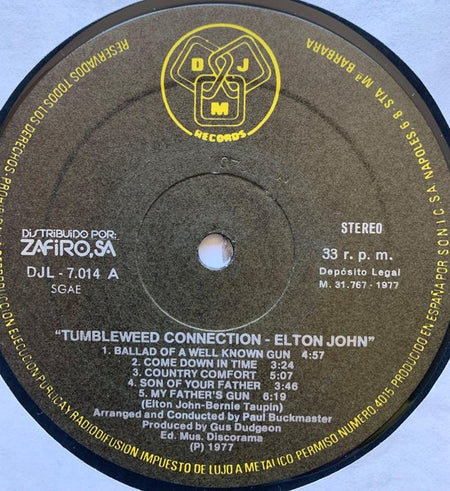 D J M
RECORDS
RESERVADOS TODOS LOS DERECHOS
DISTRIBUIDO POR:
ZAFIRO, SA
DJL - 7.014 A
SGAE
STEREO
33 r. p. m.
Depósito Legal
M. 31.767 - 1977
"TUMBLEWEED CONNECTION - ELTON JOHN"
1. BALLAD OF A WELL KNOWN GUN 4:57
2. COME DOWN IN TIME 3:24
3. COUNTRY COMFORT 5:07
4. SON OF YOUR FATHER 3:46
5. MY FATHER'S GUN 6:19
(Elton John-Bernie Taupin)
Arranged and Conducted by Paul Buckmaster
Produced by Gus Dudgeon
Ed. Mus. Discorama
(P) 1977
EJECUCION PUBLICA Y RADIODIFUSION IMPUESTO DE LUJO A METALICO PERMISO NUMERO 4015 PRODUCIDO EN ESPAÑA POR SONIC S A NAPOLES 6-8 STA Mª BARBARA